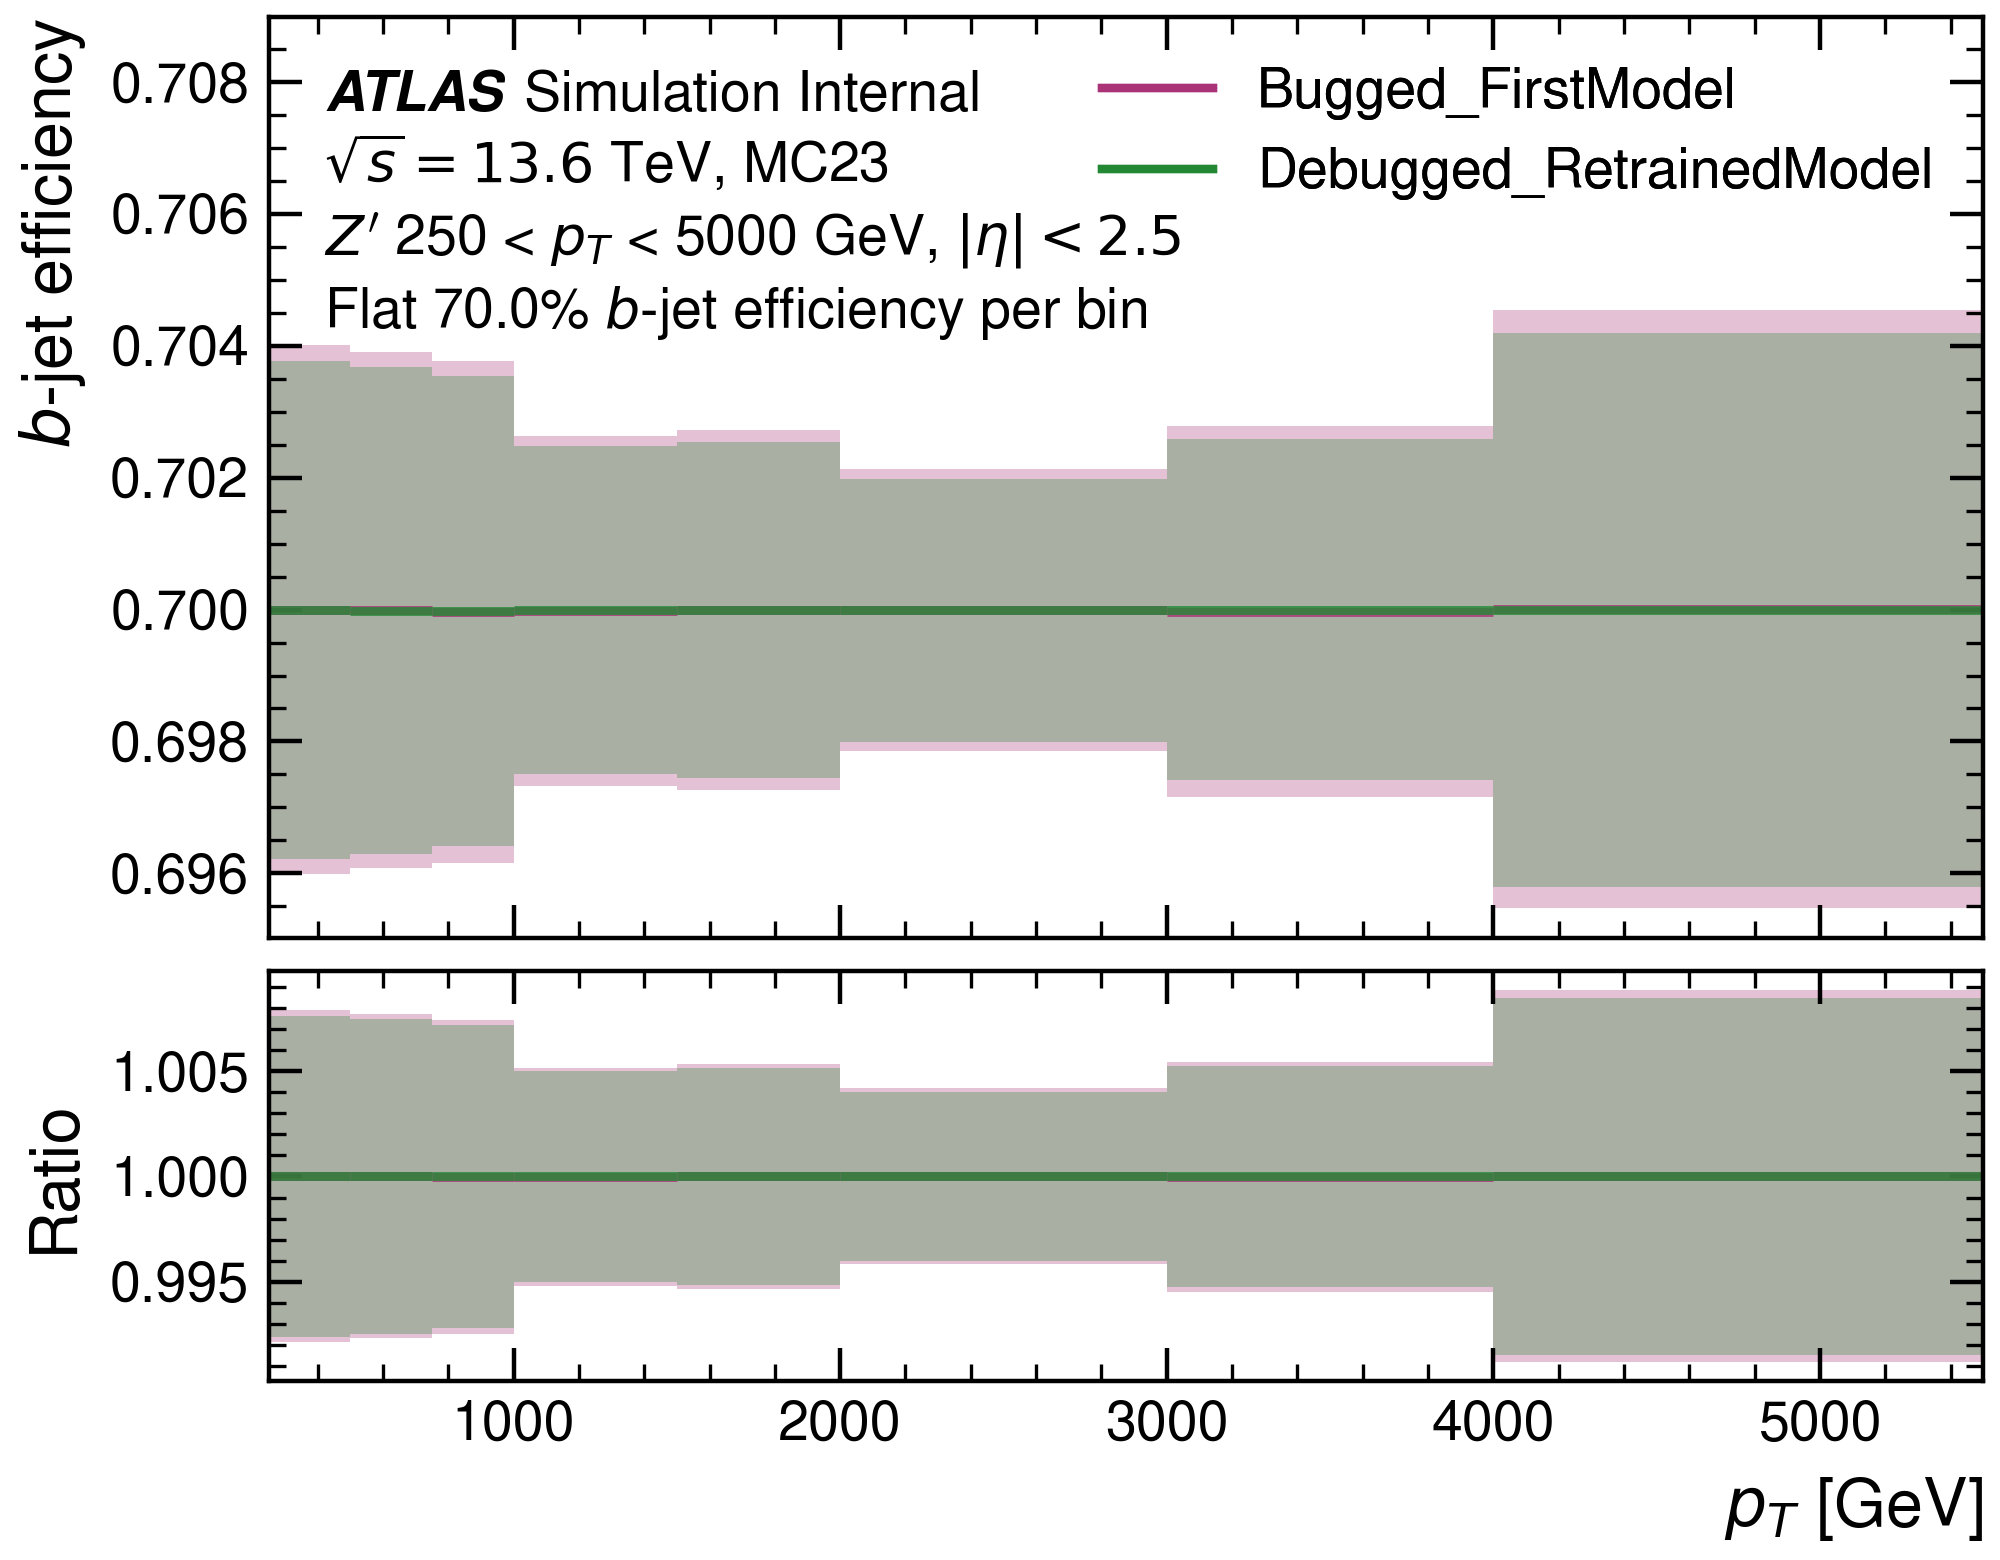 b-jet efficiency
0.708
0.706
0.704
0.702
0.700
0.698
0.696
ATLAS Simulation Internal
√s = 13.6 TeV, MC23
Z′ 250 < p_T < 5000 GeV, |η| < 2.5
Flat 70.0% b-jet efficiency per bin
Bugged_FirstModel
Debugged_RetrainedModel
Ratio
1.005
1.000
0.995
1000 2000 3000 4000 5000
p_T [GeV]